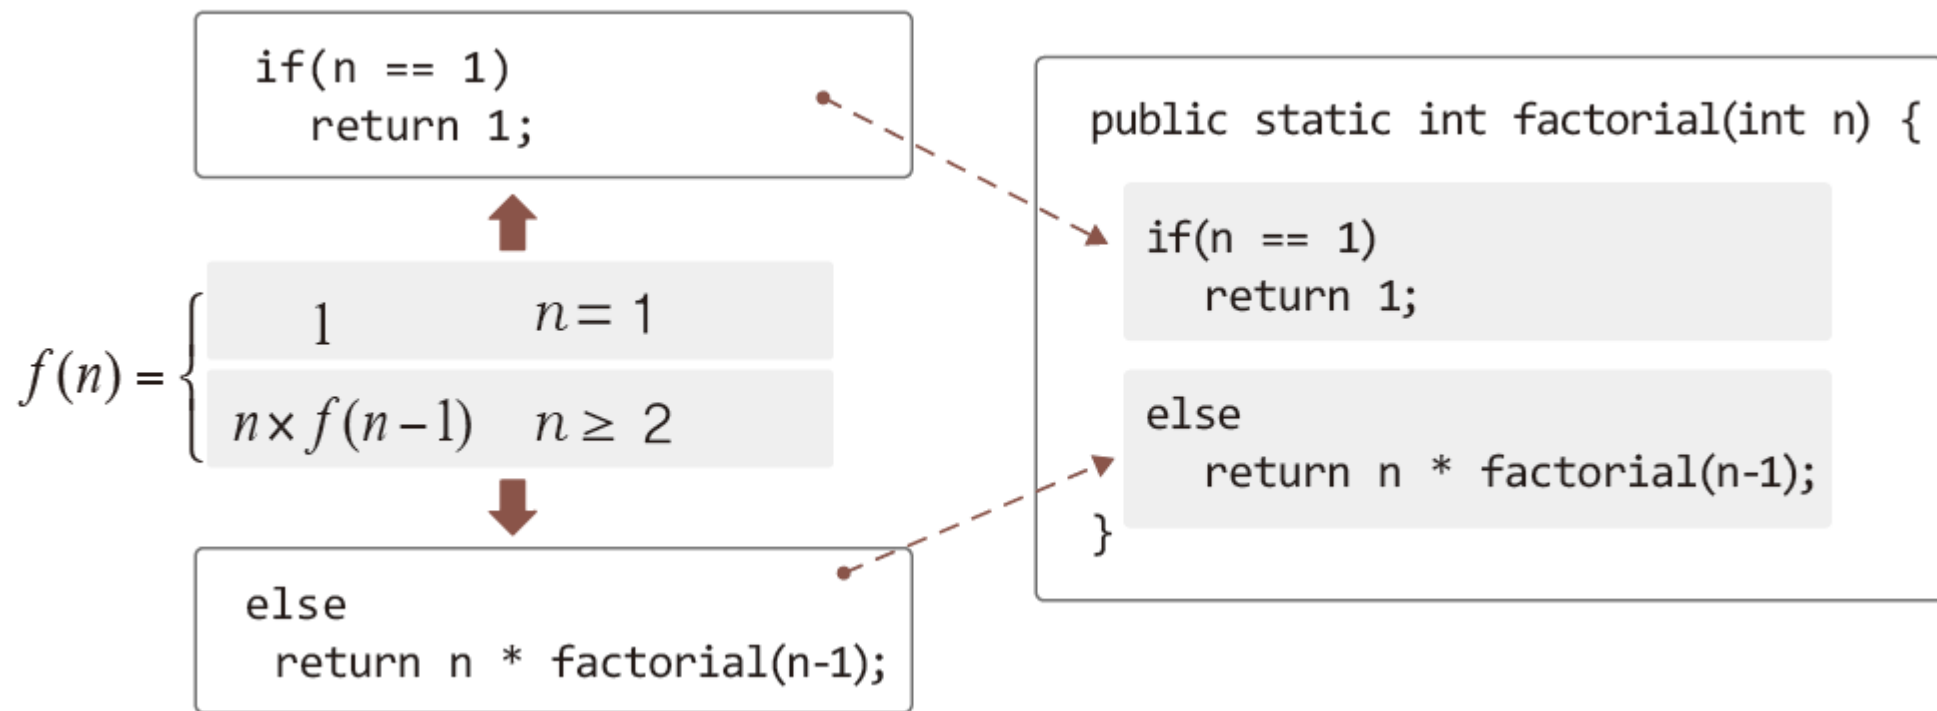 if(n == 1)
return 1;
f(n) =
1 n = 1
n × f(n – 1) n ≥ 2
else
return n * factorial(n-1);
public static int factorial(int n) {
if(n == 1)
return 1;
else
return n * factorial(n-1);
}